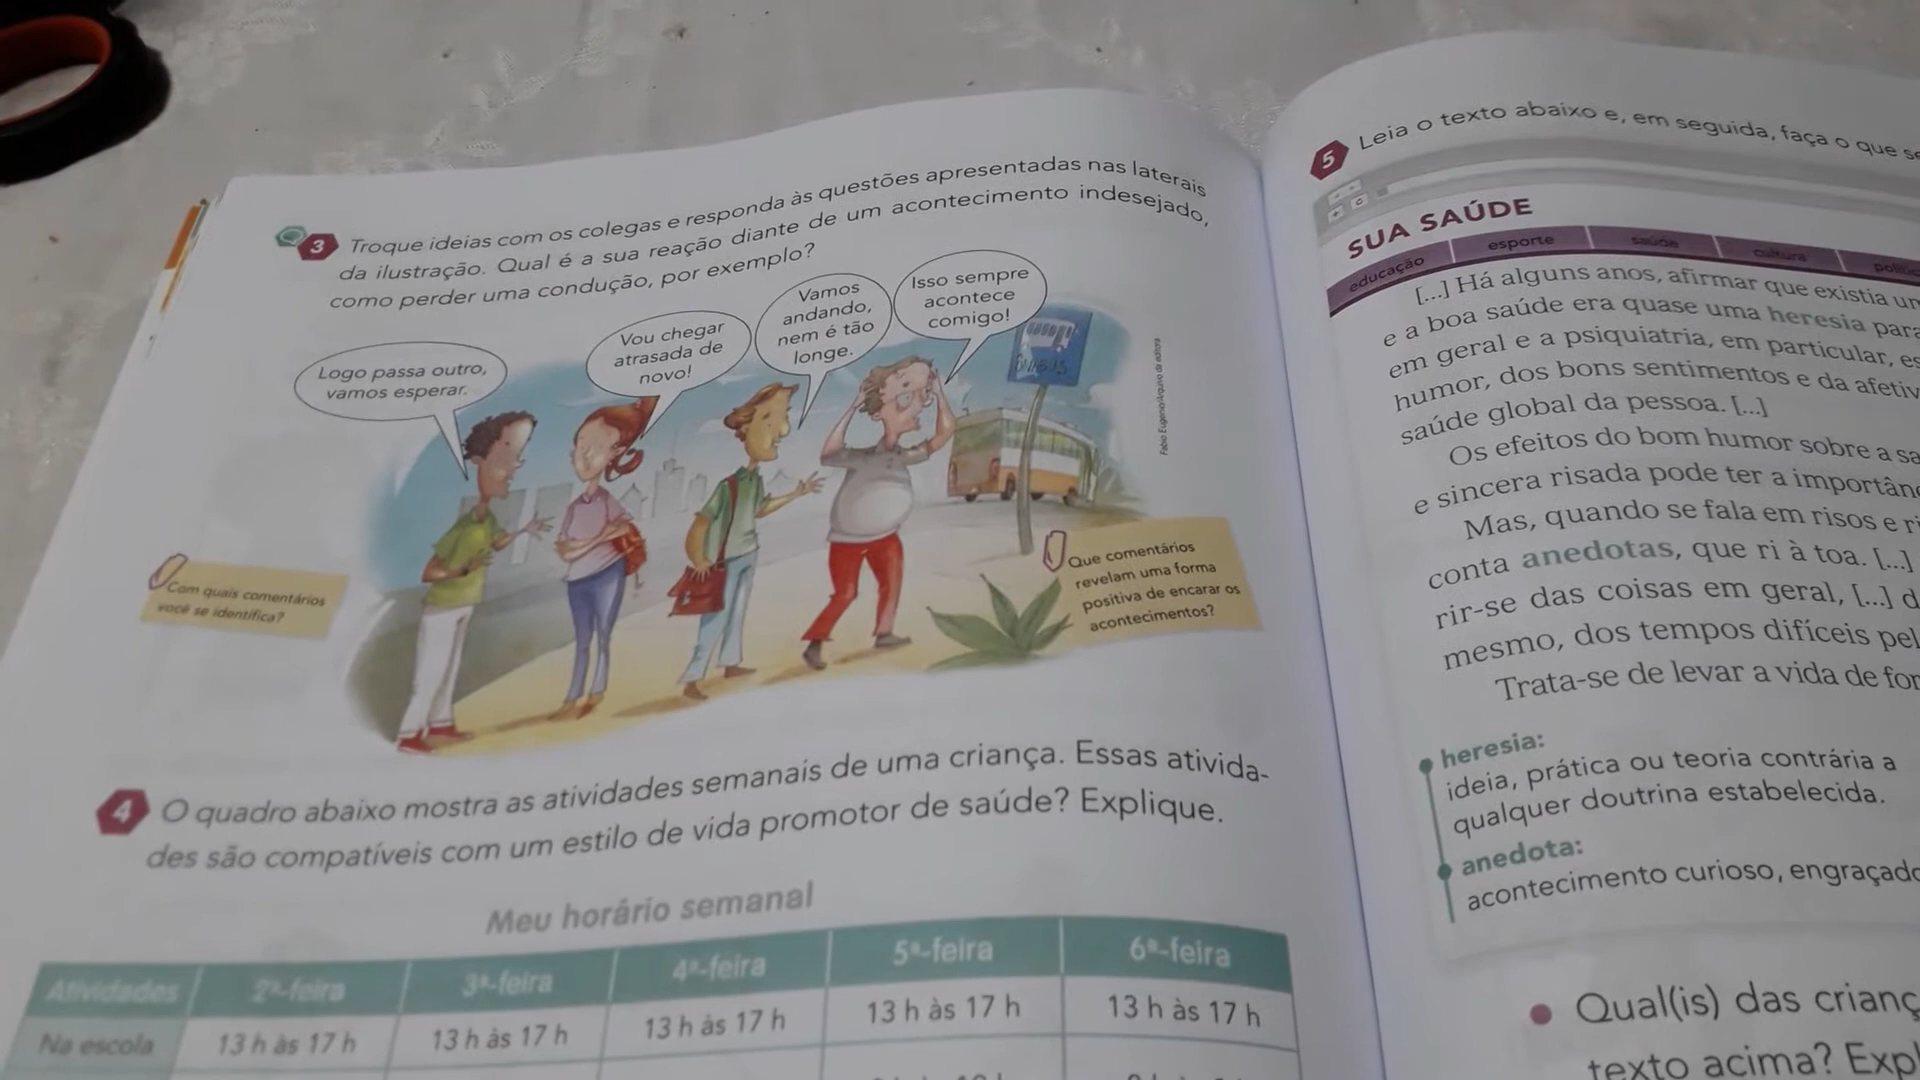 3 Troque ideias com os colegas e responda às questões apresentadas nas laterais
da ilustração. Qual é a sua reação diante de um acontecimento indesejado,
como perder uma condução, por exemplo?
Logo passa outro,
vamos esperar.
Vou chegar
atrasada de
novo!
Vamos
andando,
nem é tão
longe.
Isso sempre
acontece
comigo!
ÔNIBUS
Fabio Eugenio/Arquivo da editora
Com quais comentários
você se identifica?
Que comentários
revelam uma forma
positiva de encarar os
acontecimentos?
4 O quadro abaixo mostra as atividades semanais de uma criança. Essas ativida-
des são compatíveis com um estilo de vida promotor de saúde? Explique.
Meu horário semanal
Atividades 2ª-feira 3ª-feira 4ª-feira 5ª-feira 6ª-feira
Na escola 13 h às 17 h 13 h às 17 h 13 h às 17 h 13 h às 17 h 13 h às 17 h
5 Leia o texto abaixo e, em seguida, faça o que
SUA SAÚDE
educação esporte saúde cultura
[...] Há alguns anos, afirmar que existia
e a boa saúde era quase uma heresia para
em geral e a psiquiatria, em particular,
humor, dos bons sentimentos e da
saúde global da pessoa. [...]
Os efeitos do bom humor sobre a
e sincera risada pode ter a
Mas, quando se fala em risos e
conta anedotas, que ri à toa. [...]
rir-se das coisas em geral, [...]
mesmo, dos tempos difíceis
Trata-se de levar a vida de
heresia:
ideia, prática ou teoria contrária a
qualquer doutrina estabelecida.
anedota:
acontecimento curioso, engraçado
Qual(is) das
texto acima?